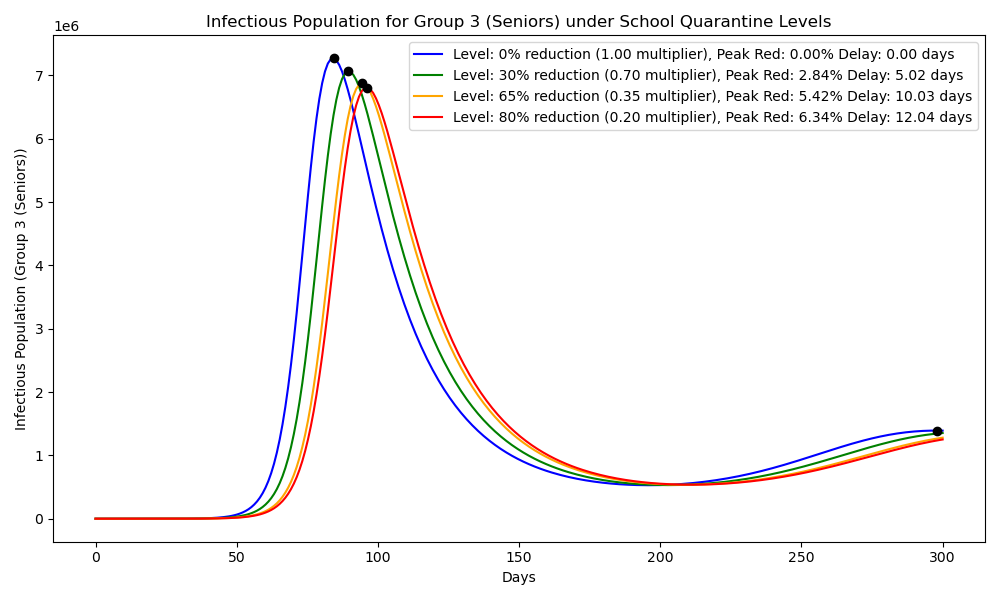 Infectious Population for Group 3 (Seniors) under School Quarantine Levels
1e6
Level: 0% reduction (1.00 multiplier), Peak Red: 0.00% Delay: 0.00 days
Level: 30% reduction (0.70 multiplier), Peak Red: 2.84% Delay: 5.02 days
Level: 65% reduction (0.35 multiplier), Peak Red: 5.42% Delay: 10.03 days
Level: 80% reduction (0.20 multiplier), Peak Red: 6.34% Delay: 12.04 days
Infectious Population (Group 3 (Seniors))
7
6
5
4
3
2
1
0
0 50 100 150 200 250 300
Days